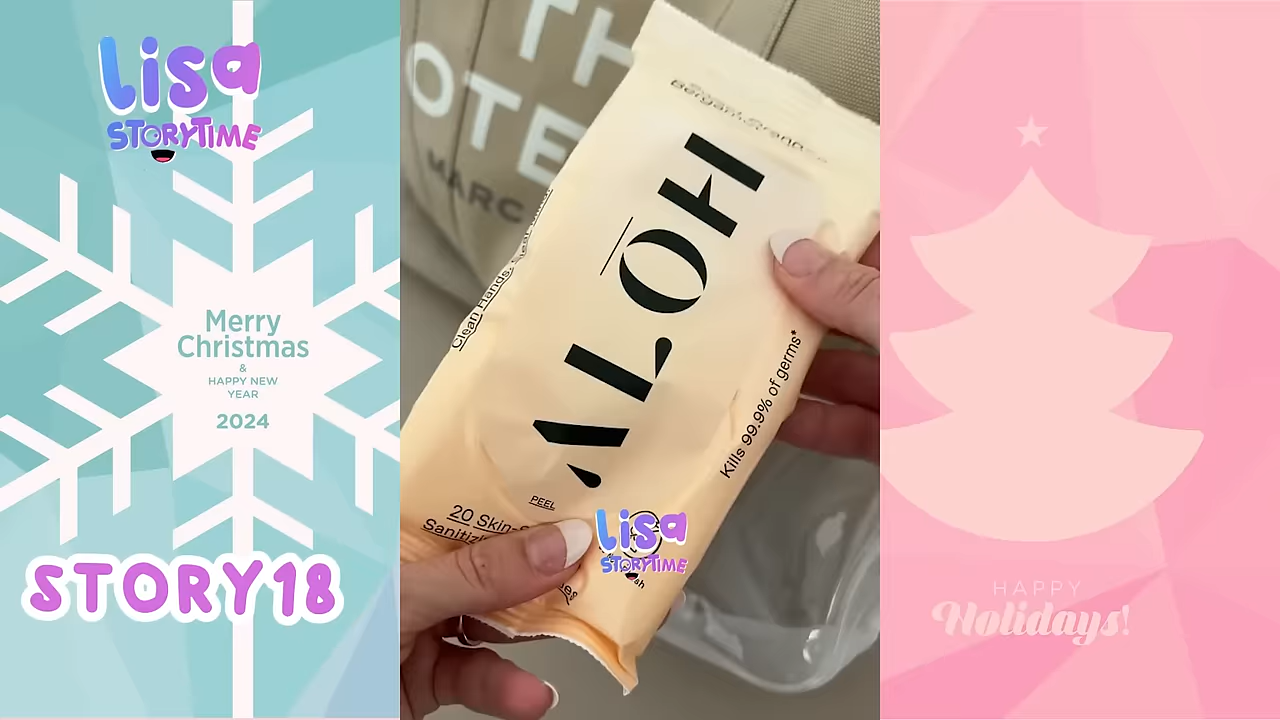 Lisa
STORYTIME
Merry
Christmas
&
HAPPY NEW
YEAR
2024
STORY18
TH
OTE
MARC
ALOH
Clean Hands.
Kills 99.9% of germs*
PEEL
20 Skin-
Lisa
STORYTIME
HAPPY
Holidays!